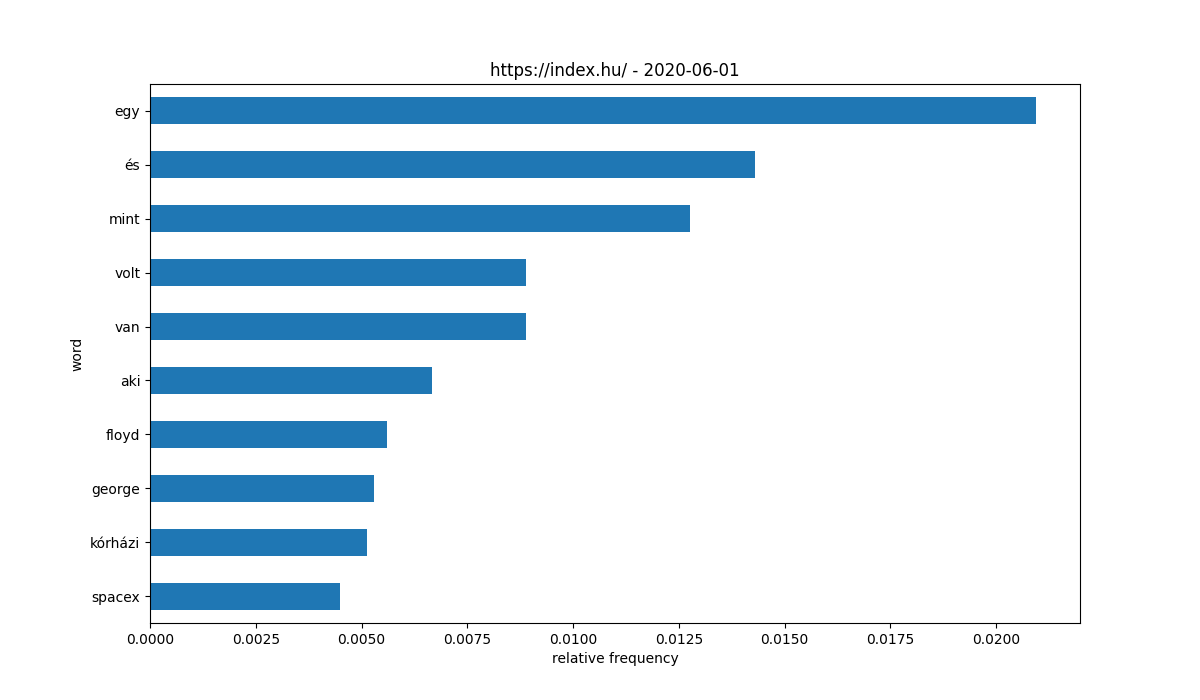 https://index.hu/ - 2020-06-01
egy
és
mint
volt
van
aki
floyd
george
kórházi
spacex
word
0.0000 0.0025 0.0050 0.0075 0.0100 0.0125 0.0150 0.0175 0.0200
relative frequency